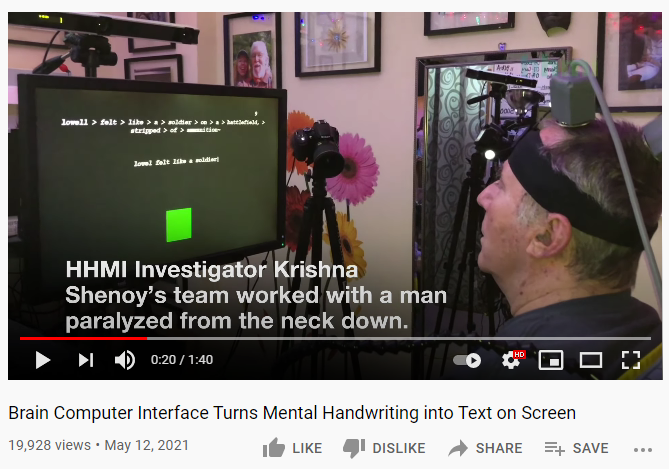 lowell > felt > like > a > soldier > on > a > battlefield, >
stripped > of > ammunition~
lowel felt like a soldier
HHMI Investigator Krishna
Shenoy's team worked with a man
paralyzed from the neck down.
0:20 / 1:40
HD
Brain Computer Interface Turns Mental Handwriting into Text on Screen
19,928 views • May 12, 2021
LIKE
DISLIKE
SHARE
SAVE